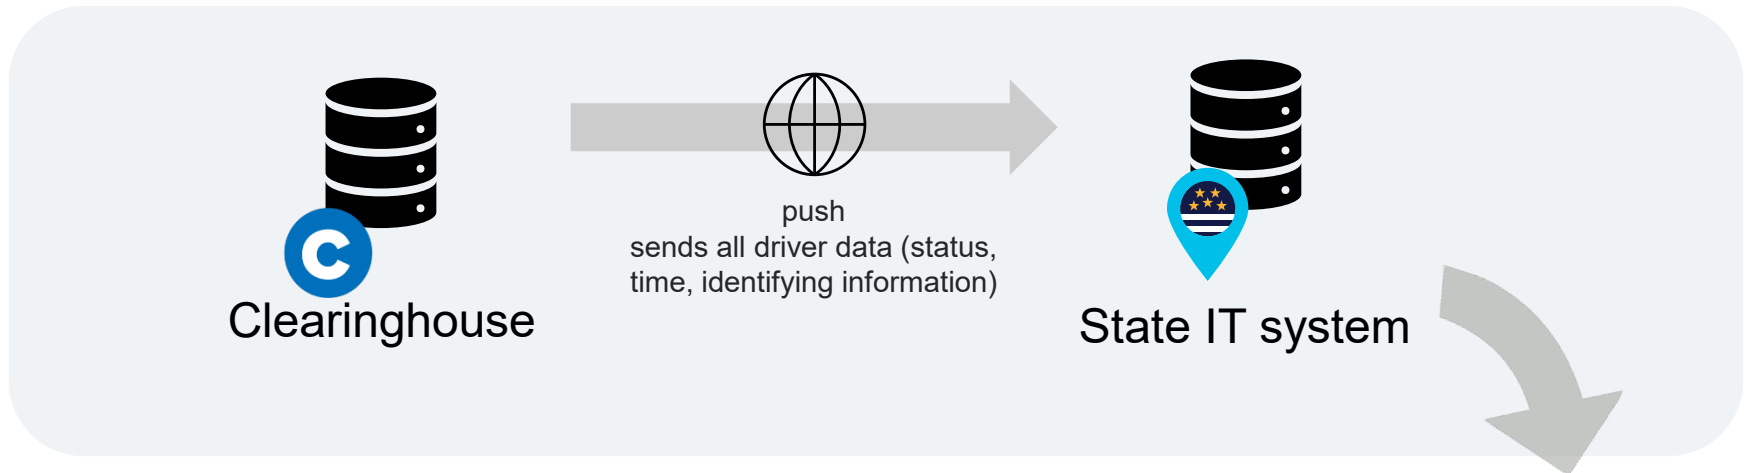 push
sends all driver data (status,
time, identifying information)
C
Clearinghouse
State IT system